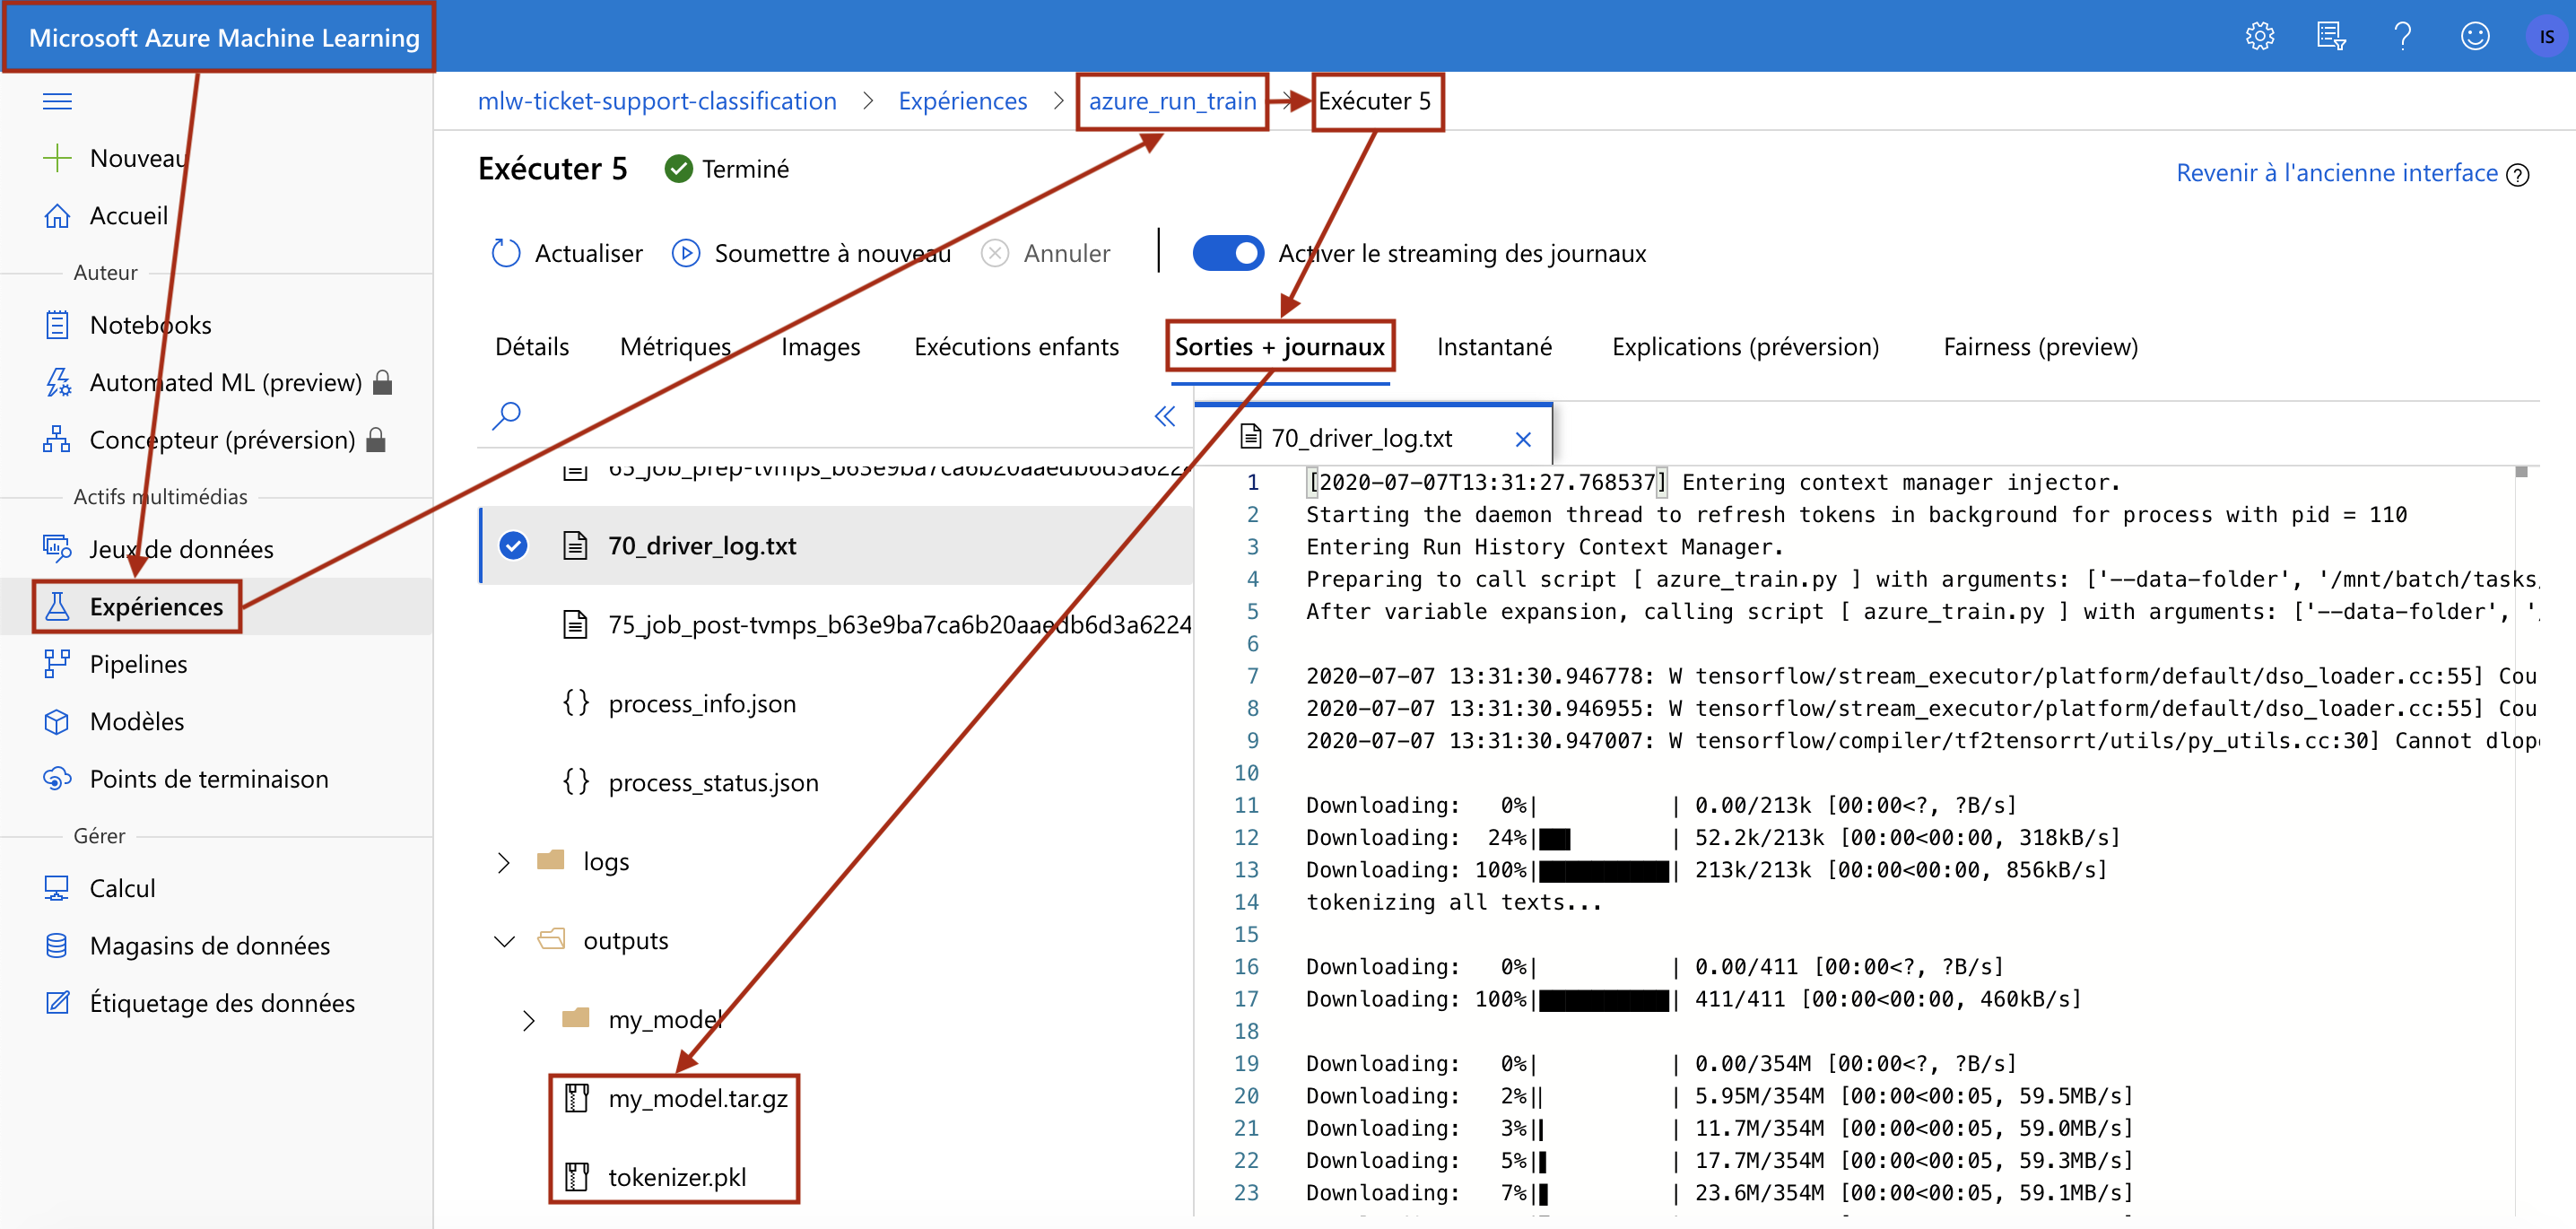 Microsoft Azure Machine Learning
IS
mlw-ticket-support-classification > Expériences > azure_run_train > Exécuter 5
Nouveau
Accueil
Auteur
Notebooks
Automated ML (preview)
Concepteur (préversion)
Actifs multimédias
Jeux de données
Expériences
Pipelines
Modèles
Points de terminaison
Gérer
Calcul
Magasins de données
Étiquetage des données
Exécuter 5 Terminé
Revenir à l'ancienne interface ?
Actualiser Soumettre à nouveau Annuler Activer le streaming des journaux
Détails Métriques Images Exécutions enfants Sorties + journaux Instantané Explications (préversion) Fairness (preview)
65_job_prep-tvmps_b63e9ba7ca6b20aaedb6d3a622
70_driver_log.txt
75_job_post-tvmps_b63e9ba7ca6b20aaedb6d3a6224
{} process_info.json
{} process_status.json
logs
outputs
my_model
my_model.tar.gz
tokenizer.pkl
70_driver_log.txt
1 [2020-07-07T13:31:27.768537] Entering context manager injector.
2 Starting the daemon thread to refresh tokens in background for process with pid = 110
3 Entering Run History Context Manager.
4 Preparing to call script [ azure_train.py ] with arguments: ['--data-folder', '/mnt/batch/tasks,
5 After variable expansion, calling script [ azure_train.py ] with arguments: ['--data-folder', '
6
7 2020-07-07 13:31:30.946778: W tensorflow/stream_executor/platform/default/dso_loader.cc:55] Cou
8 2020-07-07 13:31:30.946955: W tensorflow/stream_executor/platform/default/dso_loader.cc:55] Cou
9 2020-07-07 13:31:30.947007: W tensorflow/compiler/tf2tensorrt/utils/py_utils.cc:30] Cannot dlop
10
11 Downloading: 0%| | 0.00/213k [00:00<?, ?B/s]
12 Downloading: 24%|██ | 52.2k/213k [00:00<00:00, 318kB/s]
13 Downloading: 100%|██████████| 213k/213k [00:00<00:00, 856kB/s]
14 tokenizing all texts...
15
16 Downloading: 0%| | 0.00/411 [00:00<?, ?B/s]
17 Downloading: 100%|██████████| 411/411 [00:00<00:00, 460kB/s]
18
19 Downloading: 0%| | 0.00/354M [00:00<?, ?B/s]
20 Downloading: 2%|▏ | 5.95M/354M [00:00<00:05, 59.5MB/s]
21 Downloading: 3%|▎ | 11.7M/354M [00:00<00:05, 59.0MB/s]
22 Downloading: 5%|▌ | 17.7M/354M [00:00<00:05, 59.3MB/s]
23 Downloading: 7%|▋ | 23.6M/354M [00:00<00:05, 59.1MB/s]